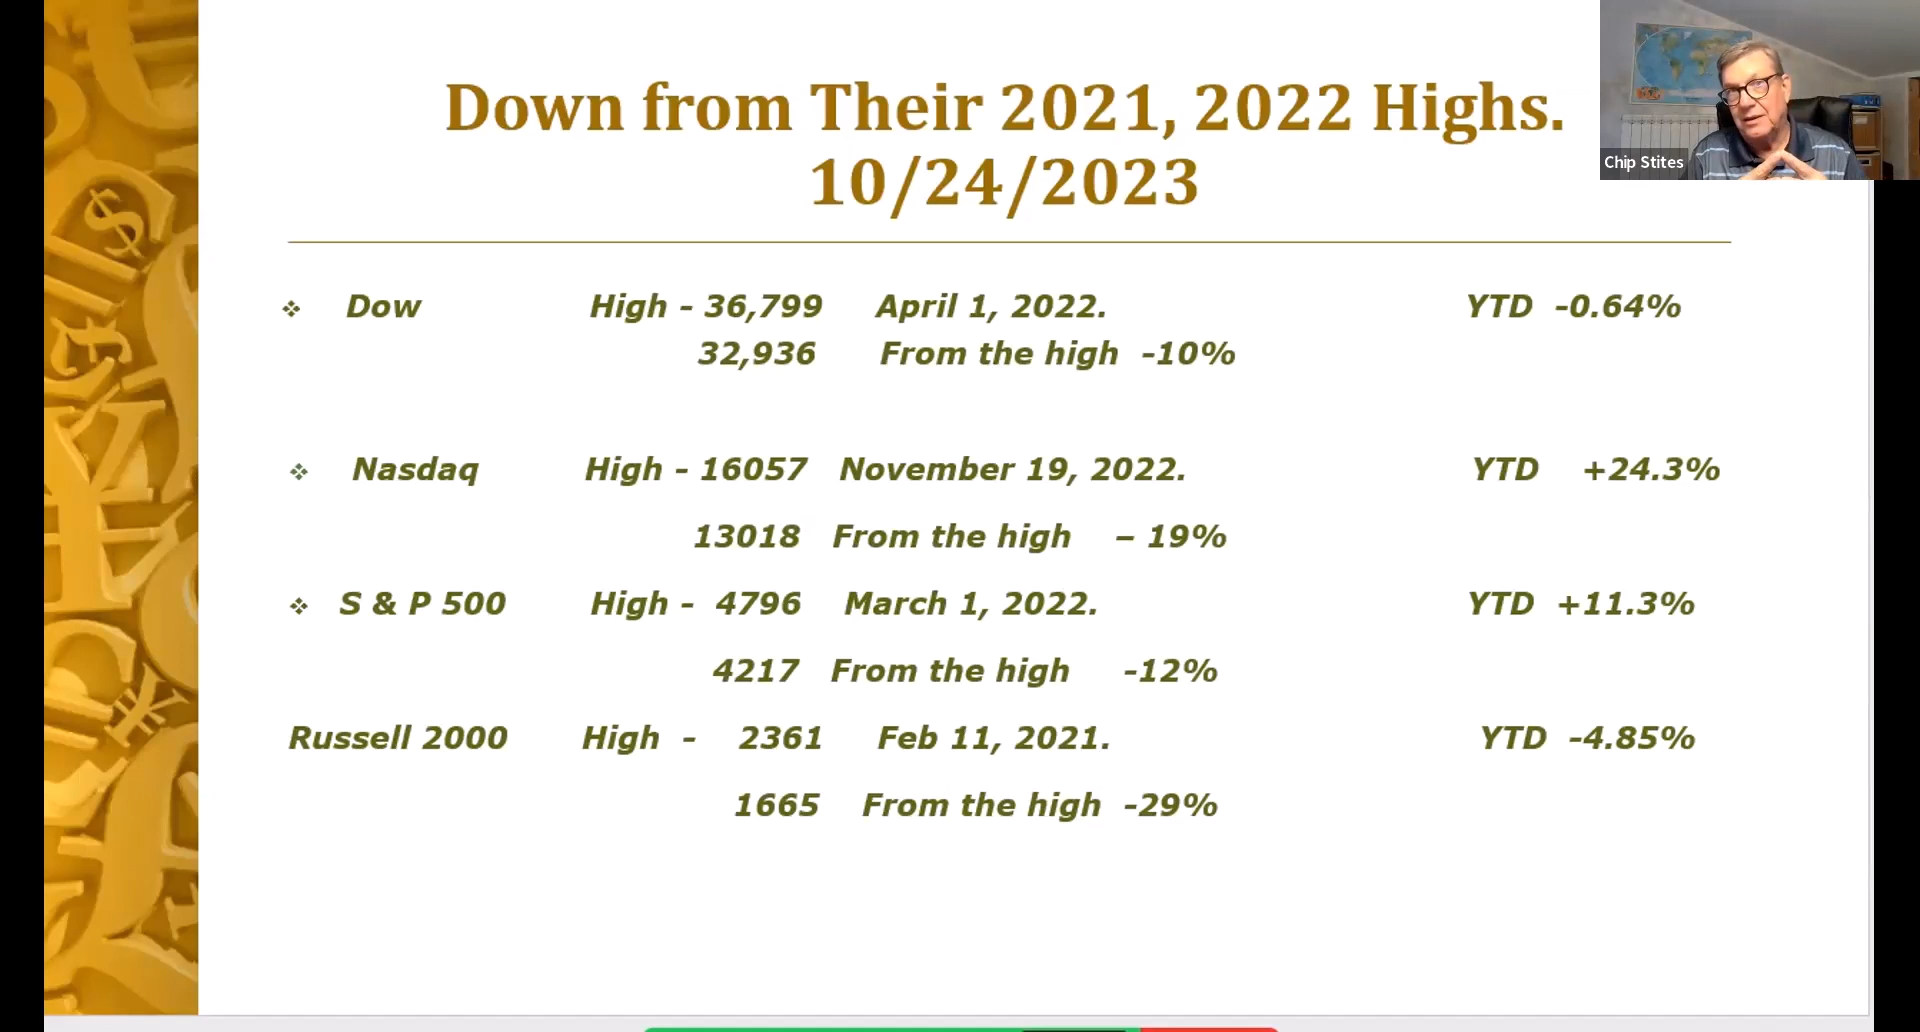 Down from Their 2021, 2022 Highs.
10/24/2023
Chip Stites
Dow High - 36,799 April 1, 2022. YTD -0.64%
32,936 From the high -10%
Nasdaq High - 16057 November 19, 2022. YTD +24.3%
13018 From the high – 19%
S & P 500 High - 4796 March 1, 2022. YTD +11.3%
4217 From the high -12%
Russell 2000 High - 2361 Feb 11, 2021. YTD -4.85%
1665 From the high -29%